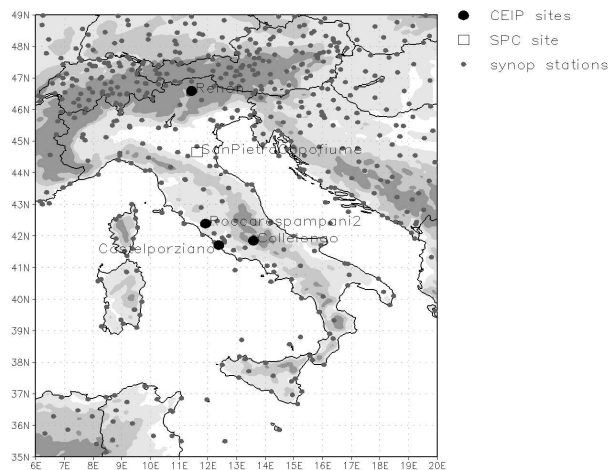 49N
CEIP sites
48N
SPC site
47N
synop stations
Renon
46N
45N
SanPietroCapofiume
44N
43N
Roccarespampani2
42N
Collelongo
Castelporziano
41N
40N
39N
38N
37N
36N
35N
6E 7E 8E 9E 10E 11E 12E 13E 14E 15E 16E 17E 18E 19E 20E